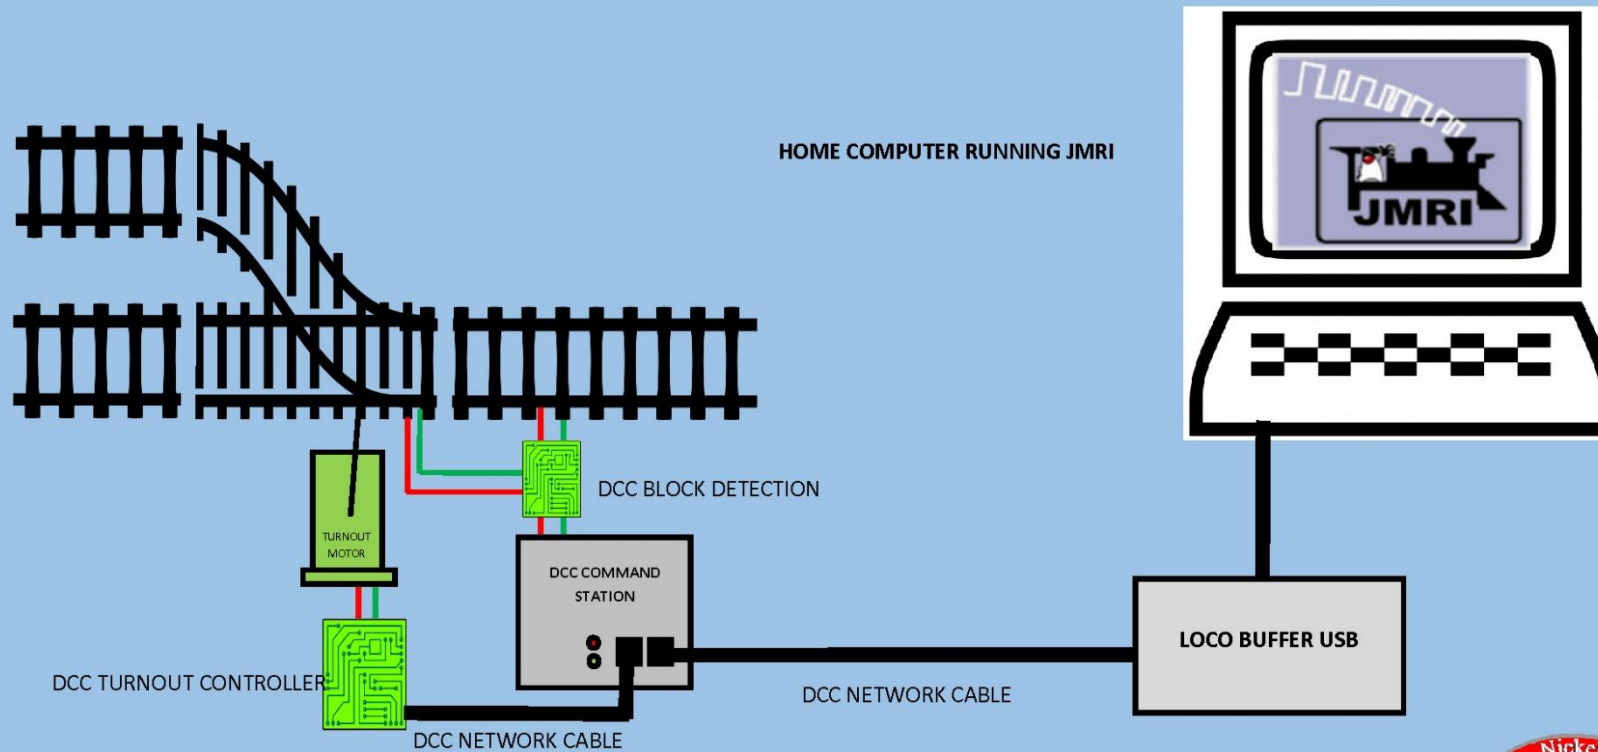 HOME COMPUTER RUNNING JMRI
JMRI
DCC BLOCK DETECTION
TURNOUT
MOTOR
DCC COMMAND
STATION
LOCO BUFFER USB
DCC TURNOUT CONTROLLER
DCC NETWORK CABLE
DCC NETWORK CABLE